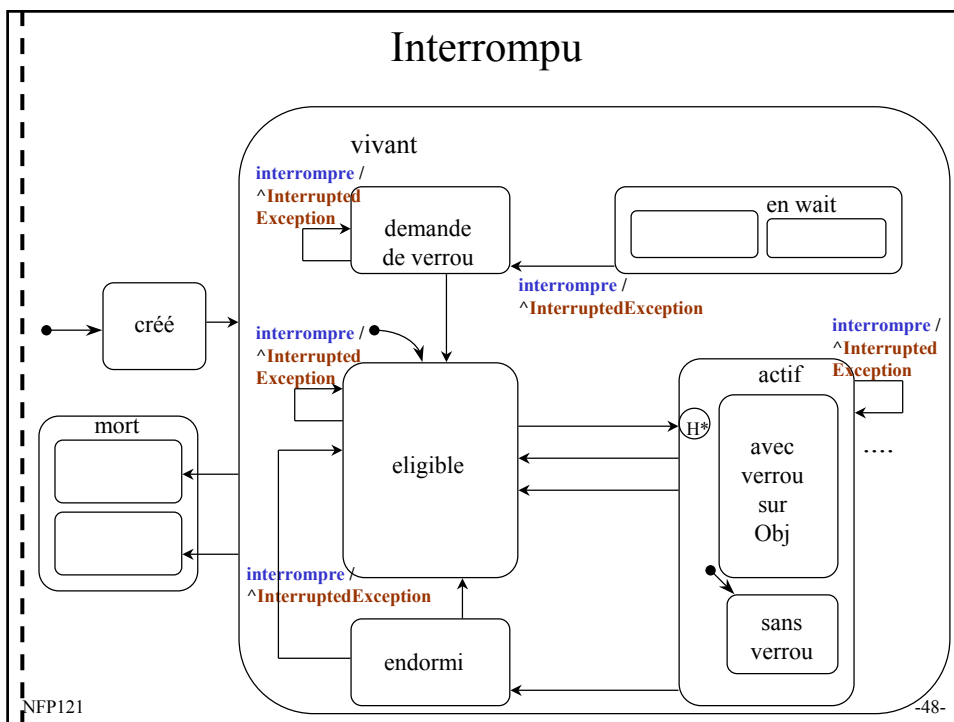 Interrompu
vivant
interrompre /
^Interrupted
Exception
demande
de verrou
en wait
interrompre /
^InterruptedException
créé
interrompre /
^Interrupted
Exception
interrompre /
^Interrupted
Exception
actif
mort
H*
eligible
avec
verrou
sur
Obj
....
interrompre /
^InterruptedException
endormi
sans
verrou
NFP121
-48-